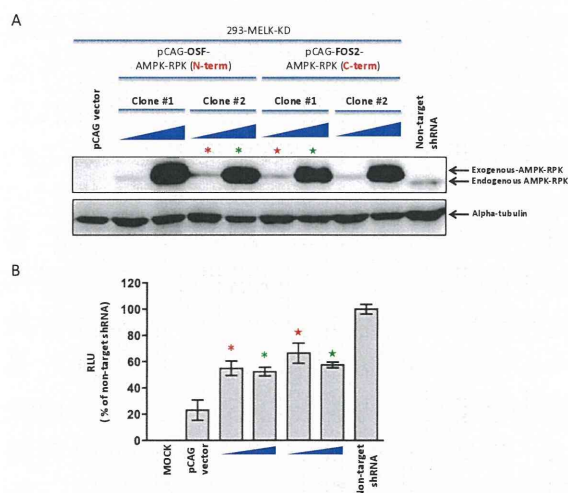 A
293-MELK-KD
pCAG-OSF-
AMPK-RPK (N-term)
pCAG-FOS2-
AMPK-RPK (C-term)
pCAG vector
Clone #1
Clone #2
Clone #1
Clone #2
Non-target
shRNA
* * ★ ★
Exogenous-AMPK-RPK
Endogenous AMPK-RPK
Alpha-tubulin
B
RLU
( % of non-target shRNA)
120
100
80
60
40
20
0
* * ★ ★
MOCK
pCAG
vector
Non-target
shRNA